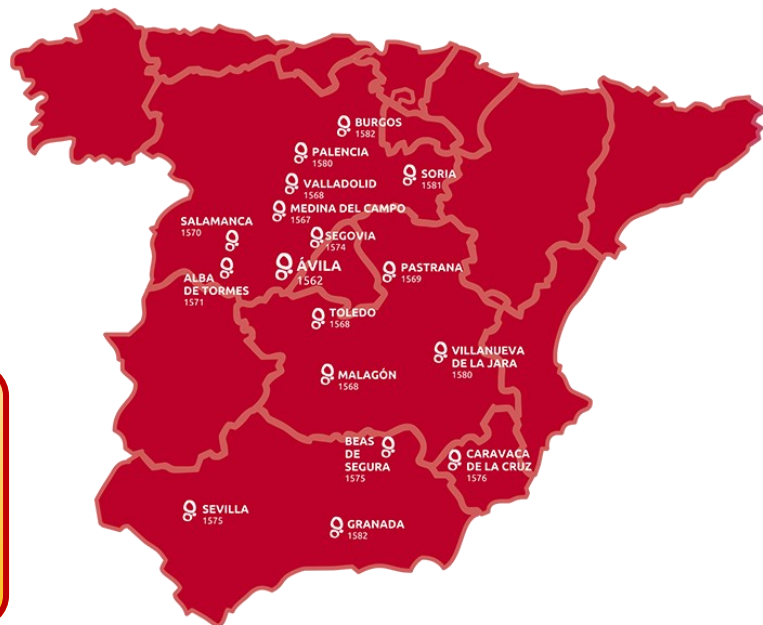 BURGOS
1582
PALENCIA
1580
SORIA
1581
VALLADOLID
1568
MEDINA DEL CAMPO
1567
SALAMANCA
1570
SEGOVIA
1574
ÁVILA
1562
PASTRANA
1569
ALBA
DE TORMES
1571
TOLEDO
1568
VILLANUEVA
DE LA JARA
1580
MALAGÓN
1568
BEAS
DE
SEGURA
1575
CARAVACA
DE LA CRUZ
1576
SEVILLA
1575
GRANADA
1582